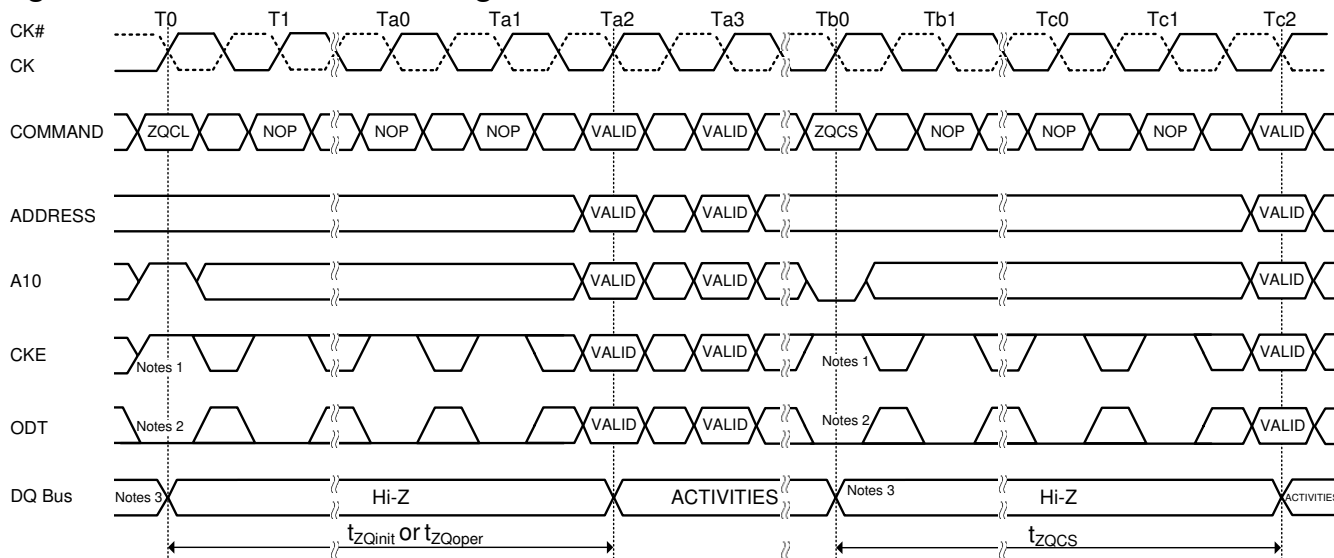 T0 T1 Ta0 Ta1 Ta2 Ta3 Tb0 Tb1 Tc0 Tc1 Tc2
CK#
CK
COMMAND ZQCL NOP NOP NOP VALID VALID ZQCS NOP NOP NOP VALID
ADDRESS VALID VALID VALID
A10 VALID VALID VALID
CKE Notes 1 VALID VALID Notes 1 VALID
ODT Notes 2 VALID VALID Notes 2 VALID
DQ Bus Notes 3 Hi-Z ACTIVITIES Notes 3 Hi-Z ACTIVITIES
tZQinit or tZQoper tZQCS